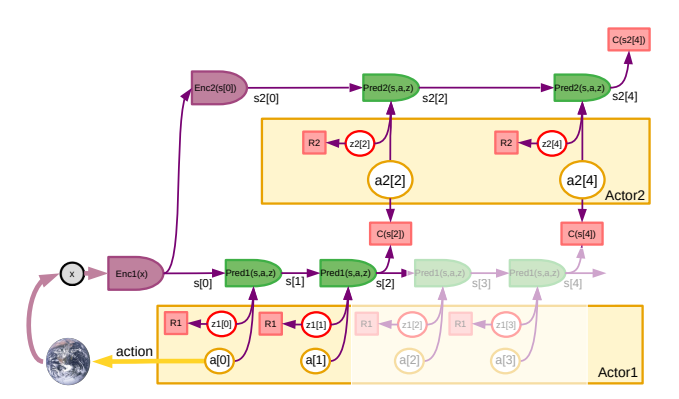 C(s2[4])
Enc2(s[0])
Pred2(s,a,z)
Pred2(s,a,z)
s2[0]
s2[2]
s2[4]
R2
z2[2]
R2
z2[4]
a2[2]
a2[4]
Actor2
C(s[2])
C(s[4])
x
Enc1(x)
Pred1(s,a,z)
Pred1(s,a,z)
Pred1(s,a,z)
Pred1(s,a,z)
s[0]
s[1]
s[2]
s[3]
s[4]
R1
z1[0]
R1
z1[1]
R1
z1[2]
R1
z1[3]
action
a[0]
a[1]
a[2]
a[3]
Actor1